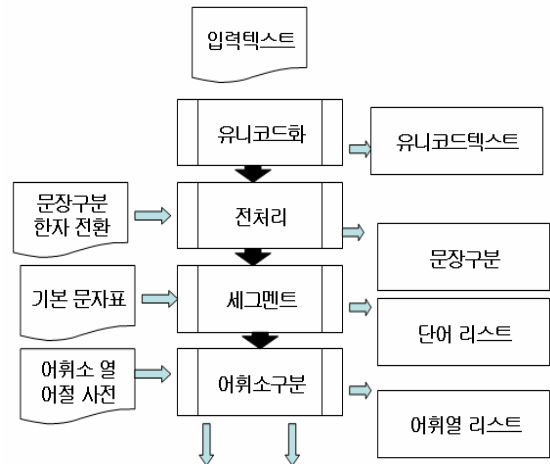 입력텍스트
유니코드화
유니코드텍스트
문장구분
한자 전환
전처리
문장구분
기본 문자표
세그멘트
단어 리스트
어휘소 열
어절 사전
어휘소구분
어휘열 리스트